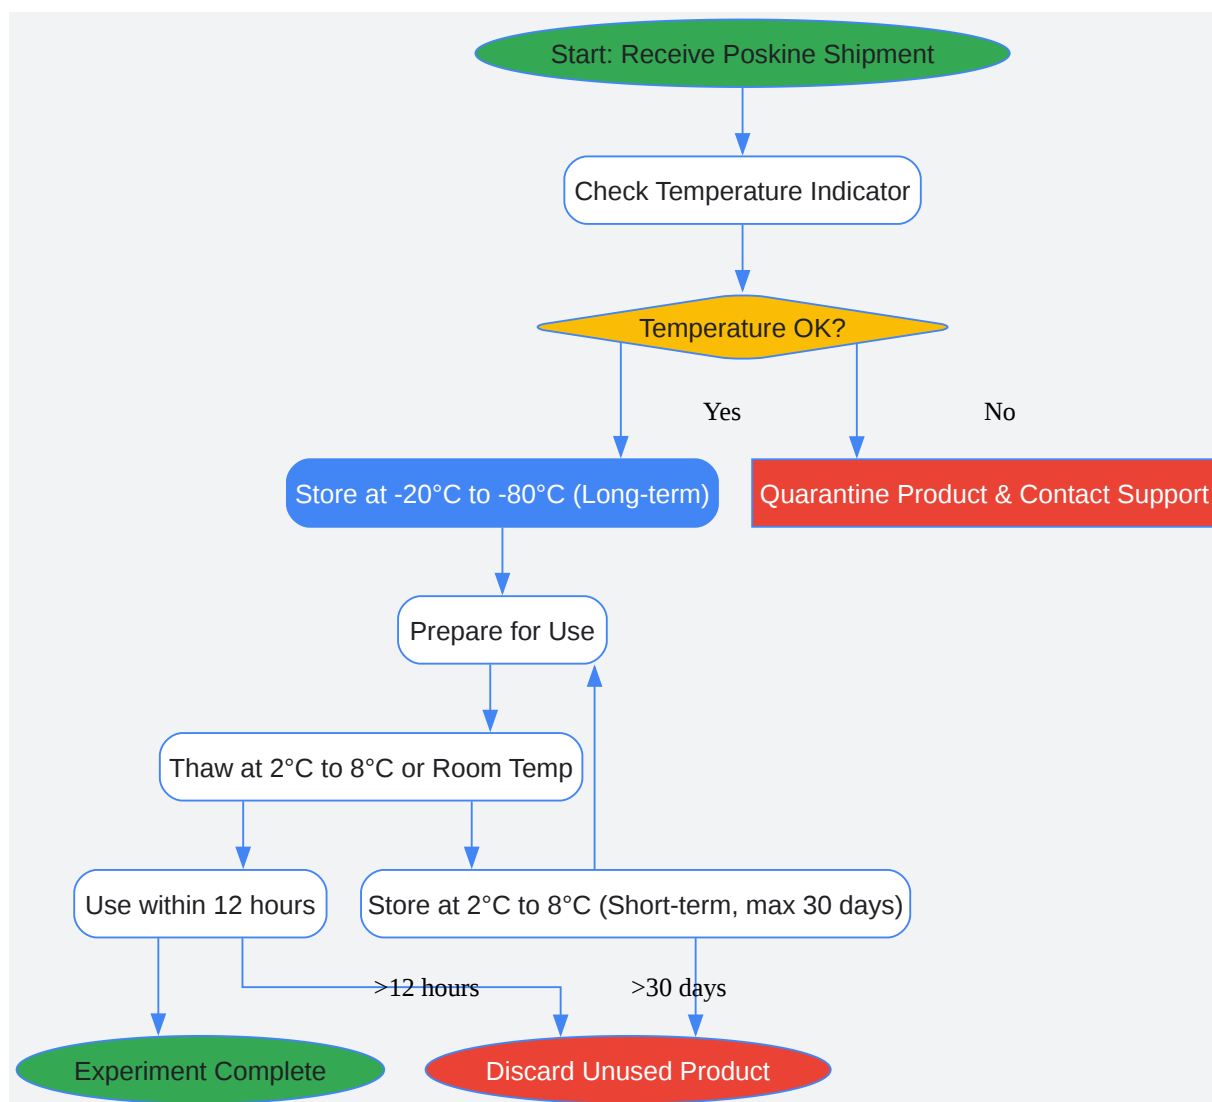 Start: Receive Poskine Shipment
Check Temperature Indicator
Temperature OK?
Yes
No
Store at -20°C to -80°C (Long-term)
Quarantine Product & Contact Support
Prepare for Use
Thaw at 2°C to 8°C or Room Temp
Use within 12 hours
Store at 2°C to 8°C (Short-term, max 30 days)
>12 hours
>30 days
Experiment Complete
Discard Unused Product